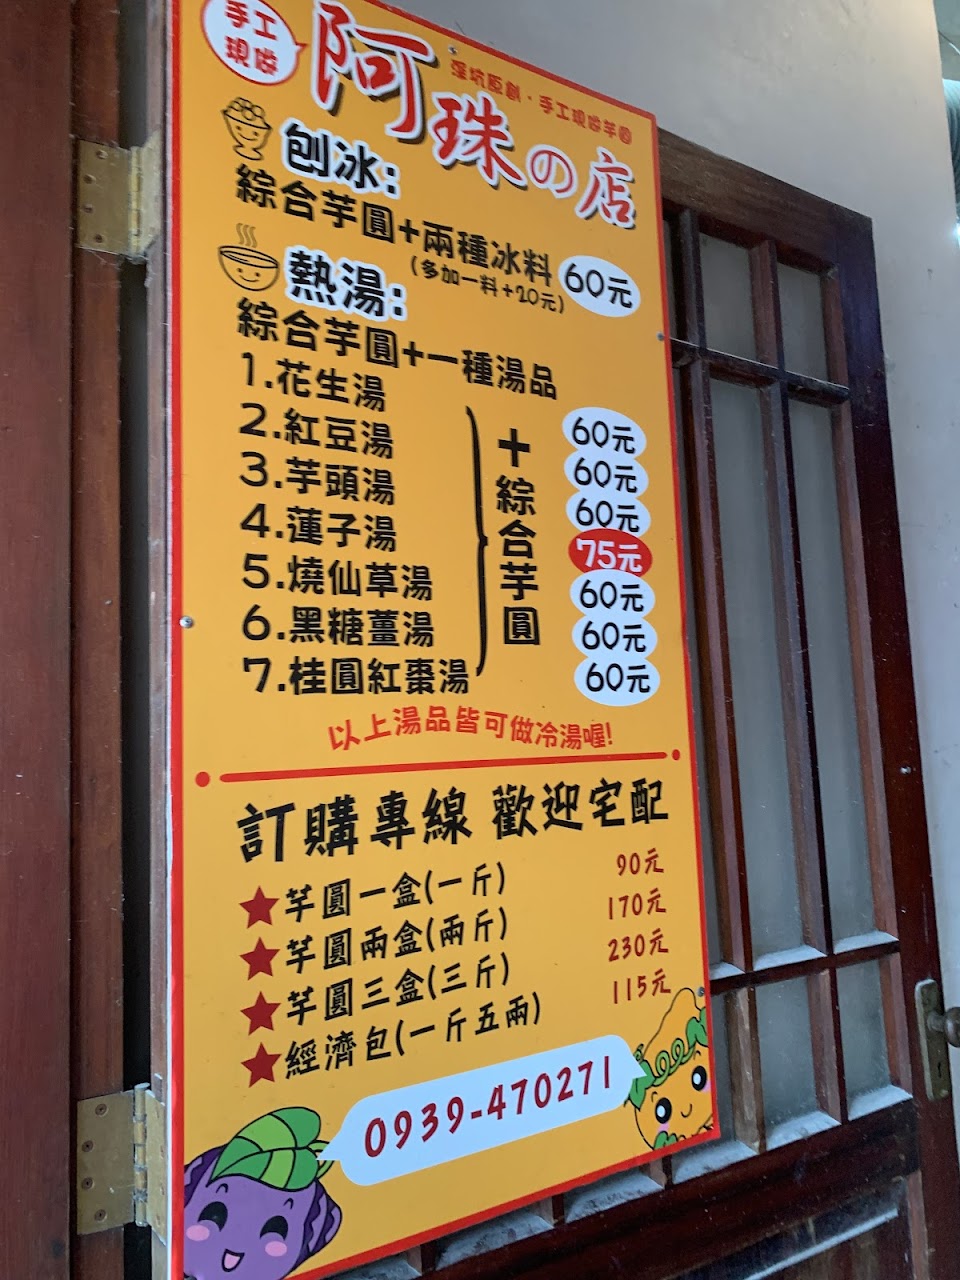 手工
現做
阿珠の店
深坑原創・手工現做芋圓
刨冰:
綜合芋圓+兩種冰料 60元
(多加一料+20元)
熱湯:
綜合芋圓+一種湯品
1.花生湯 60元
2.紅豆湯 60元
3.芋頭湯 60元
4.蓮子湯 75元
5.燒仙草湯 60元
6.黑糖薑湯 60元
7.桂圓紅棗湯 60元
+綜合芋圓
以上湯品皆可做冷湯喔!
訂購專線 歡迎宅配
★芋圓一盒(一斤) 90元
★芋圓兩盒(兩斤) 170元
★芋圓三盒(三斤) 230元
★經濟包(一斤五兩) 115元
0939-470271